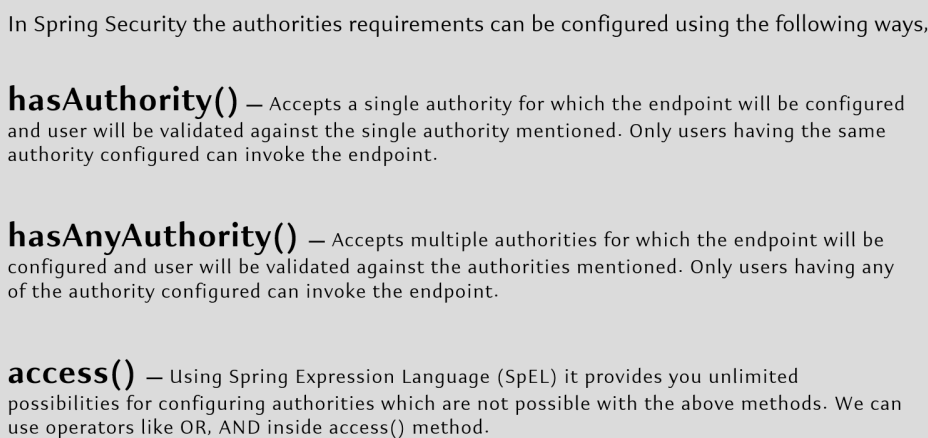 In Spring Security the authorities requirements can be configured using the following ways,
hasAuthority() — Accepts a single authority for which the endpoint will be configured
and user will be validated against the single authority mentioned. Only users having the same
authority configured can invoke the endpoint.
hasAnyAuthority() — Accepts multiple authorities for which the endpoint will be
configured and user will be validated against the authorities mentioned. Only users having any
of the authority configured can invoke the endpoint.
access() — Using Spring Expression Language (SpEL) it provides you unlimited
possibilities for configuring authorities which are not possible with the above methods. We can
use operators like OR, AND inside access() method.